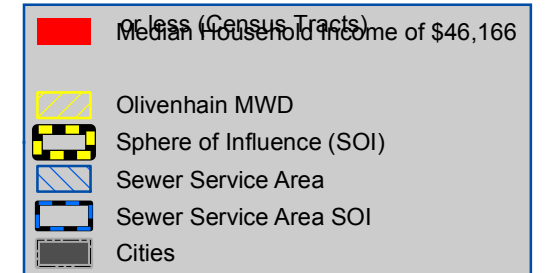 Median Household Income of $46,166
or less (Census Tracts)
Olivenhain MWD
Sphere of Influence (SOI)
Sewer Service Area
Sewer Service Area SOI
Cities